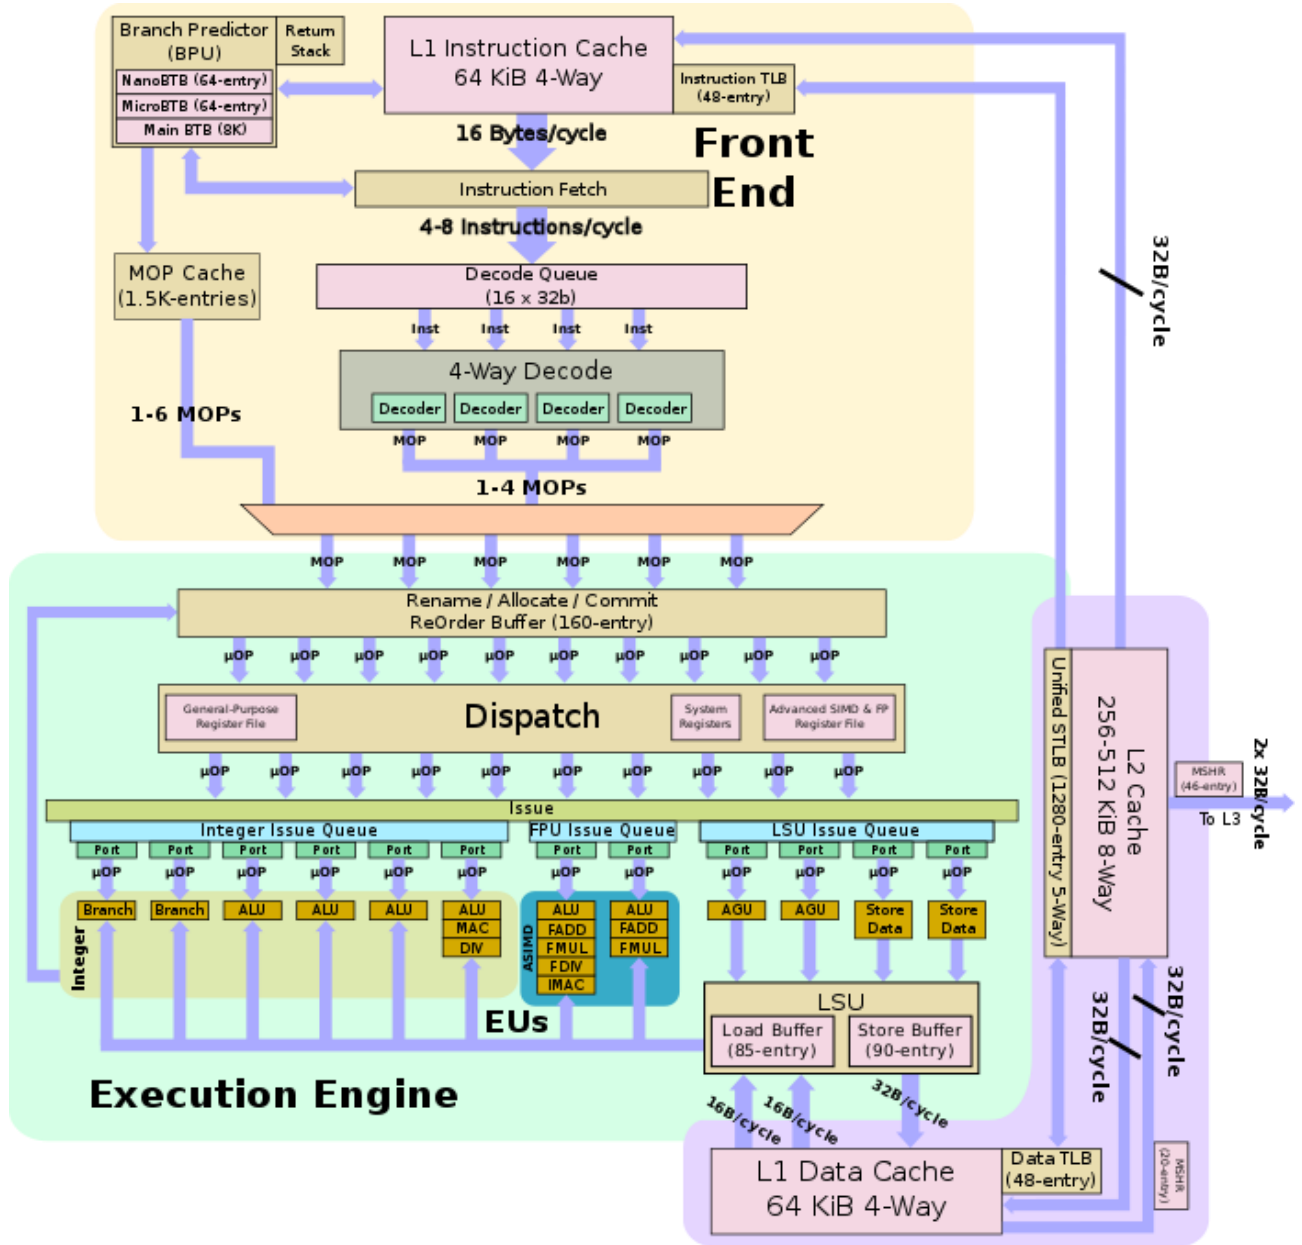 Branch Predictor
(BPU)
Return
Stack
NanoBTB (64-entry)
MicroBTB (64-entry)
Main BTB (8K)
L1 Instruction Cache
64 KiB 4-Way
Instruction TLB
(48-entry)
16 Bytes/cycle
Front
End
Instruction Fetch
4-8 Instructions/cycle
32B/cycle
MOP Cache
(1.5K-entries)
Decode Queue
(16 x 32b)
Inst Inst Inst Inst
4-Way Decode
Decoder Decoder Decoder Decoder
1-6 MOPs
MOP MOP MOP MOP
1-4 MOPs
MOP MOP MOP MOP MOP MOP
Rename / Allocate / Commit
ReOrder Buffer (160-entry)
µOP µOP µOP µOP µOP µOP µOP µOP µOP µOP
General-Purpose
Register File
Dispatch
System
Registers
Advanced SIMD & FP
Register File
µOP µOP µOP µOP µOP µOP µOP µOP µOP µOP
Issue
Integer Issue Queue
FPU Issue Queue
LSU Issue Queue
Port Port Port Port Port Port Port Port Port Port Port Port
µOP µOP µOP µOP µOP µOP µOP µOP µOP µOP µOP µOP
Integer
Branch
Branch
ALU
ALU
ALU
ALU
MAC
DIV
ASIMD
ALU
FADD
FMUL
FDIV
IMAC
ALU
FADD
FMUL
AGU
AGU
Store
Data
Store
Data
EUs
LSU
Load Buffer
(85-entry)
Store Buffer
(90-entry)
Execution Engine
16B/cycle
16B/cycle
32B/cycle
L1 Data Cache
64 KiB 4-Way
Data TLB
(48-entry)
Unified STLB (1280-entry 5-Way)
L2 Cache
256-512 KiB 8-Way
MSHR
(46-entry)
To L3
2x 32B/cycle
32B/cycle
32B/cycle
MSHR
(20-entry)